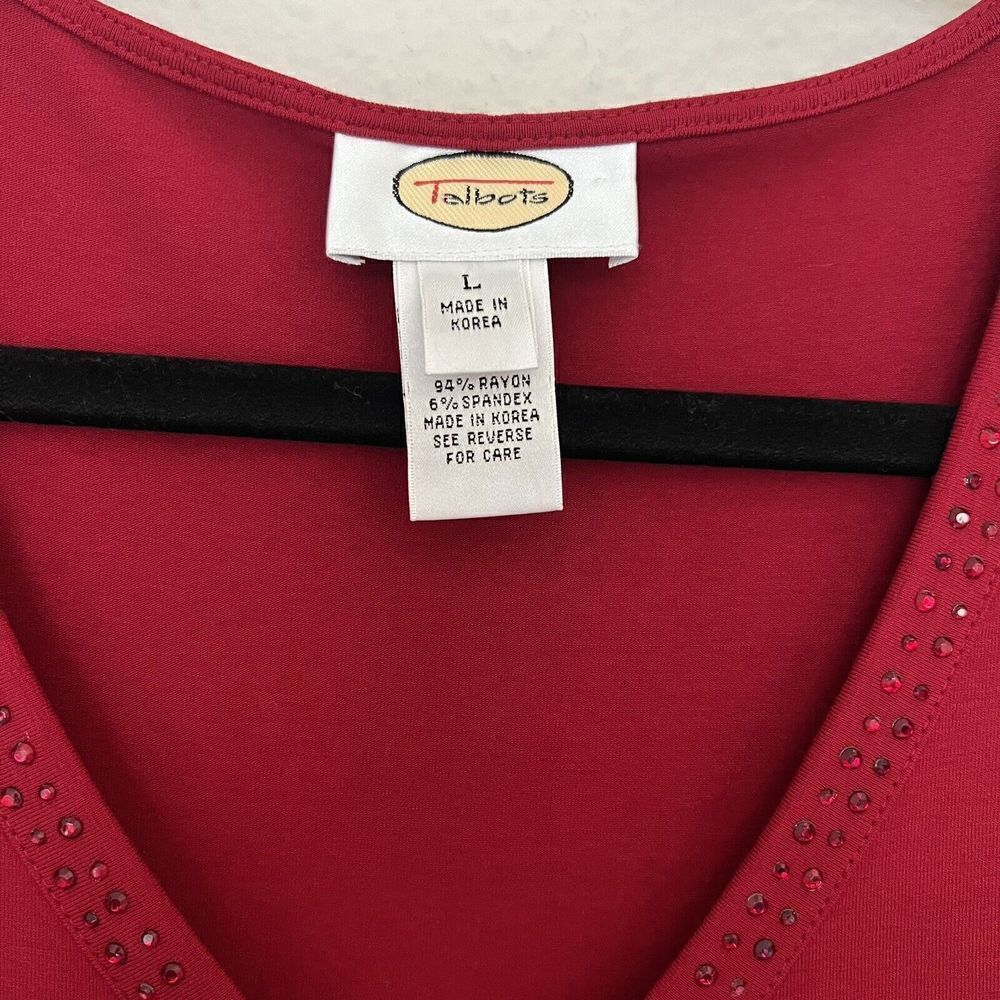 Talbots
L
MADE IN
KOREA
94% RAYON
6% SPANDEX
MADE IN KOREA
SEE REVERSE
FOR CARE